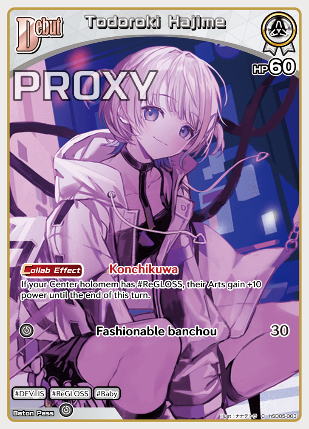 Debut
Todoroki Hajime
HP 60
PROXY
Collab Effect
Konchikuwa
If your Center holomem has #ReGLOSS, their Arts gain +10
power until the end of this turn.
Fashionable banchou 30
#DEV_IS #ReGLOSS #Baby
Baton Pass